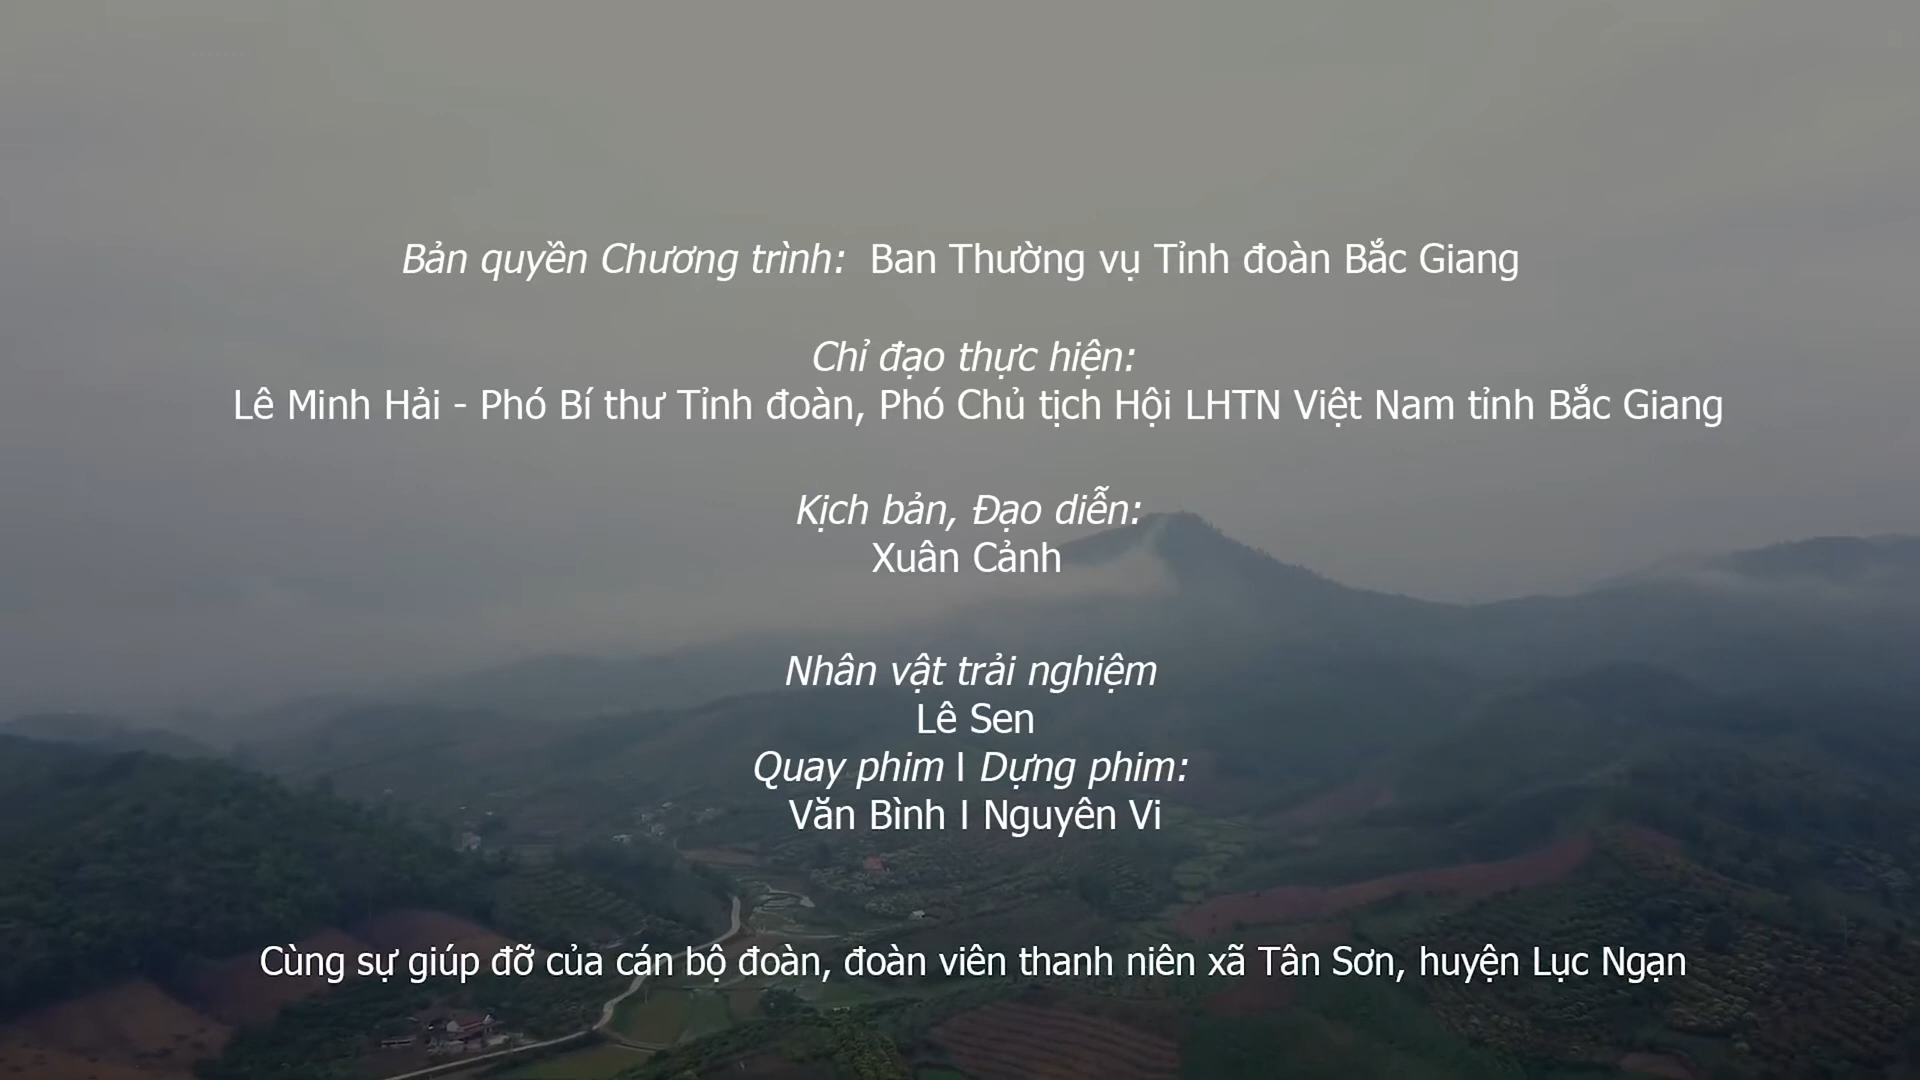 Bản quyền Chương trình: Ban Thường vụ Tỉnh đoàn Bắc Giang
Chỉ đạo thực hiện:
Lê Minh Hải - Phó Bí thư Tỉnh đoàn, Phó Chủ tịch Hội LHTN Việt Nam tỉnh Bắc Giang
Kịch bản, Đạo diễn:
Xuân Cảnh
Nhân vật trải nghiệm
Lê Sen
Quay phim I Dựng phim:
Văn Bình I Nguyên Vi
Cùng sự giúp đỡ của cán bộ đoàn, đoàn viên thanh niên xã Tân Sơn, huyện Lục Ngạn